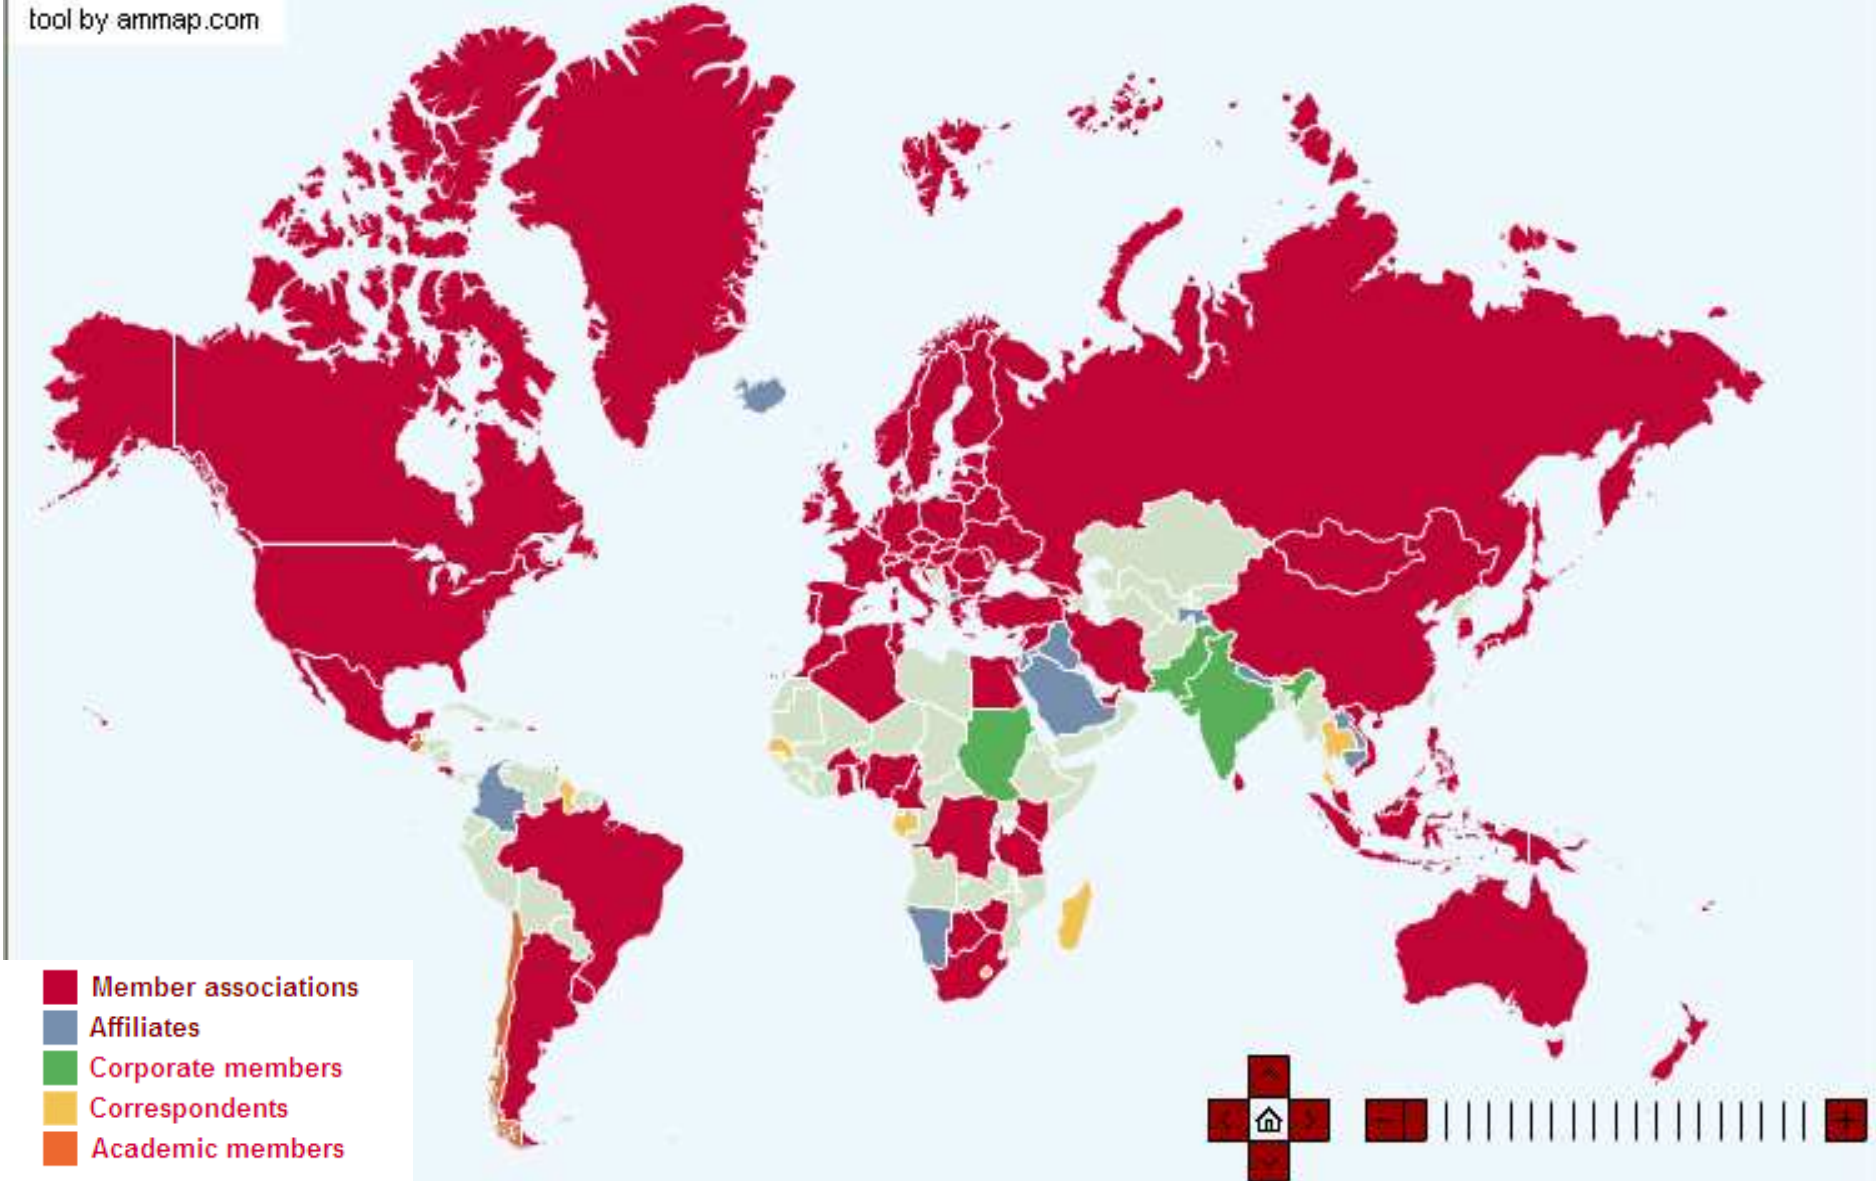 tool by ammap.com
Member associations
Affiliates
Corporate members
Correspondents
Academic members